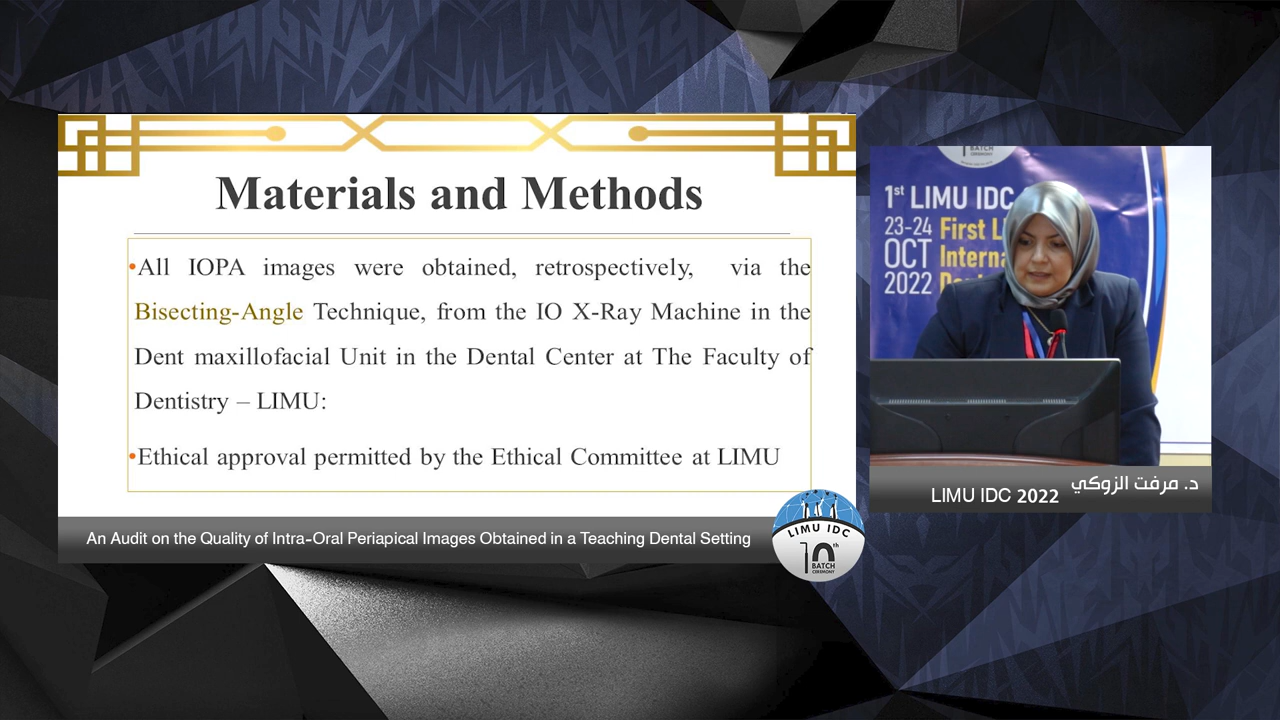 Materials and Methods
•All IOPA images were obtained, retrospectively, via the
Bisecting-Angle Technique, from the IO X-Ray Machine in the
Dent maxillofacial Unit in the Dental Center at The Faculty of
Dentistry – LIMU:
•Ethical approval permitted by the Ethical Committee at LIMU
An Audit on the Quality of Intra-Oral Periapical Images Obtained in a Teaching Dental Setting
LIMU IDC
10th
BATCH
CEREMONY
BATCH
CEREMONY
1st LIMU IDC
23-24
OCT
2022
First
Interna
د. مرفت الزوكي
LIMU IDC 2022